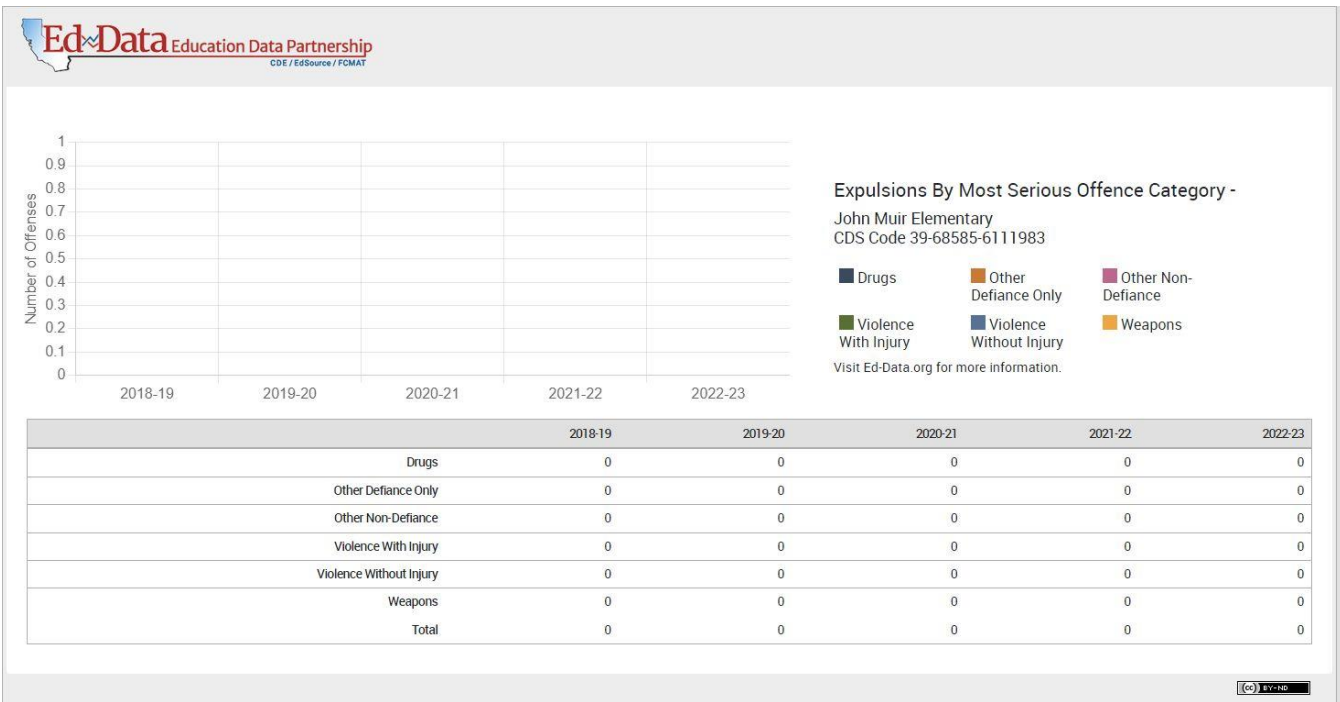 Ed Data Education Data Partnership
CDE / EdSource / FCMAT
Number of Offenses
1
0.9
0.8
0.7
0.6
0.5
0.4
0.3
0.2
0.1
0
2018-19 2019-20 2020-21 2021-22 2022-23
Expulsions By Most Serious Offence Category -
John Muir Elementary
CDS Code 39-68585-6111983
Drugs
Other
Defiance Only
Other Non-
Defiance
Violence
With Injury
Violence
Without Injury
Weapons
Visit Ed-Data.org for more information.
2018-19 2019-20 2020-21 2021-22 2022-23
Drugs 0 0 0 0 0
Other Defiance Only 0 0 0 0 0
Other Non-Defiance 0 0 0 0 0
Violence With Injury 0 0 0 0 0
Violence Without Injury 0 0 0 0 0
Weapons 0 0 0 0 0
Total 0 0 0 0 0
(cc) BY-ND